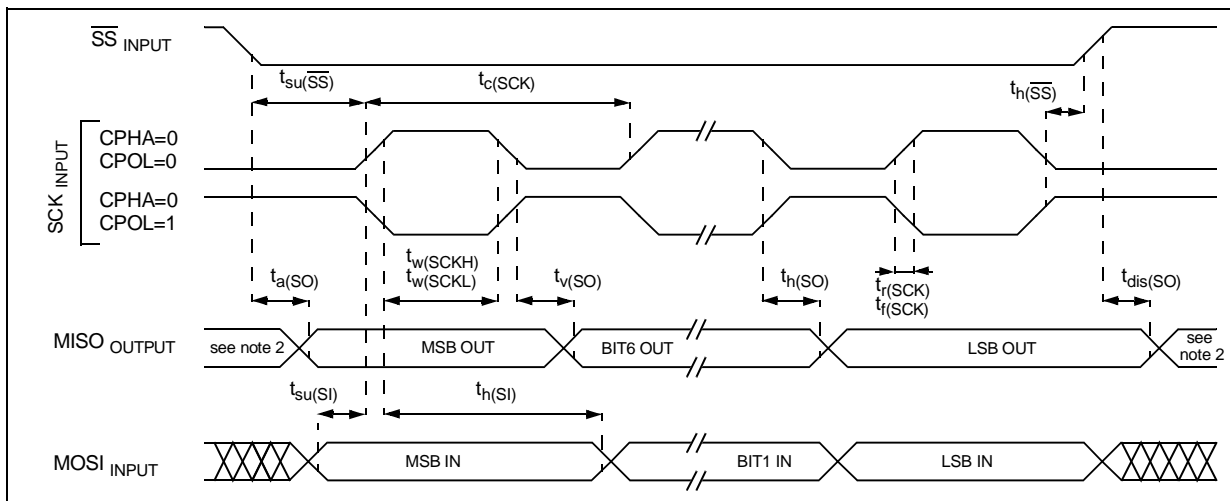 SS INPUT
tsu(SS)
tc(SCK)
th(SS)
SCK INPUT
CPHA=0
CPOL=0
CPHA=0
CPOL=1
ta(SO)
tw(SCKH)
tw(SCKL)
tv(SO)
th(SO)
tr(SCK)
tf(SCK)
tdis(SO)
MISO OUTPUT
see note 2
MSB OUT
BIT6 OUT
LSB OUT
see
note 2
tsu(SI)
th(SI)
MOSI INPUT
MSB IN
BIT1 IN
LSB IN